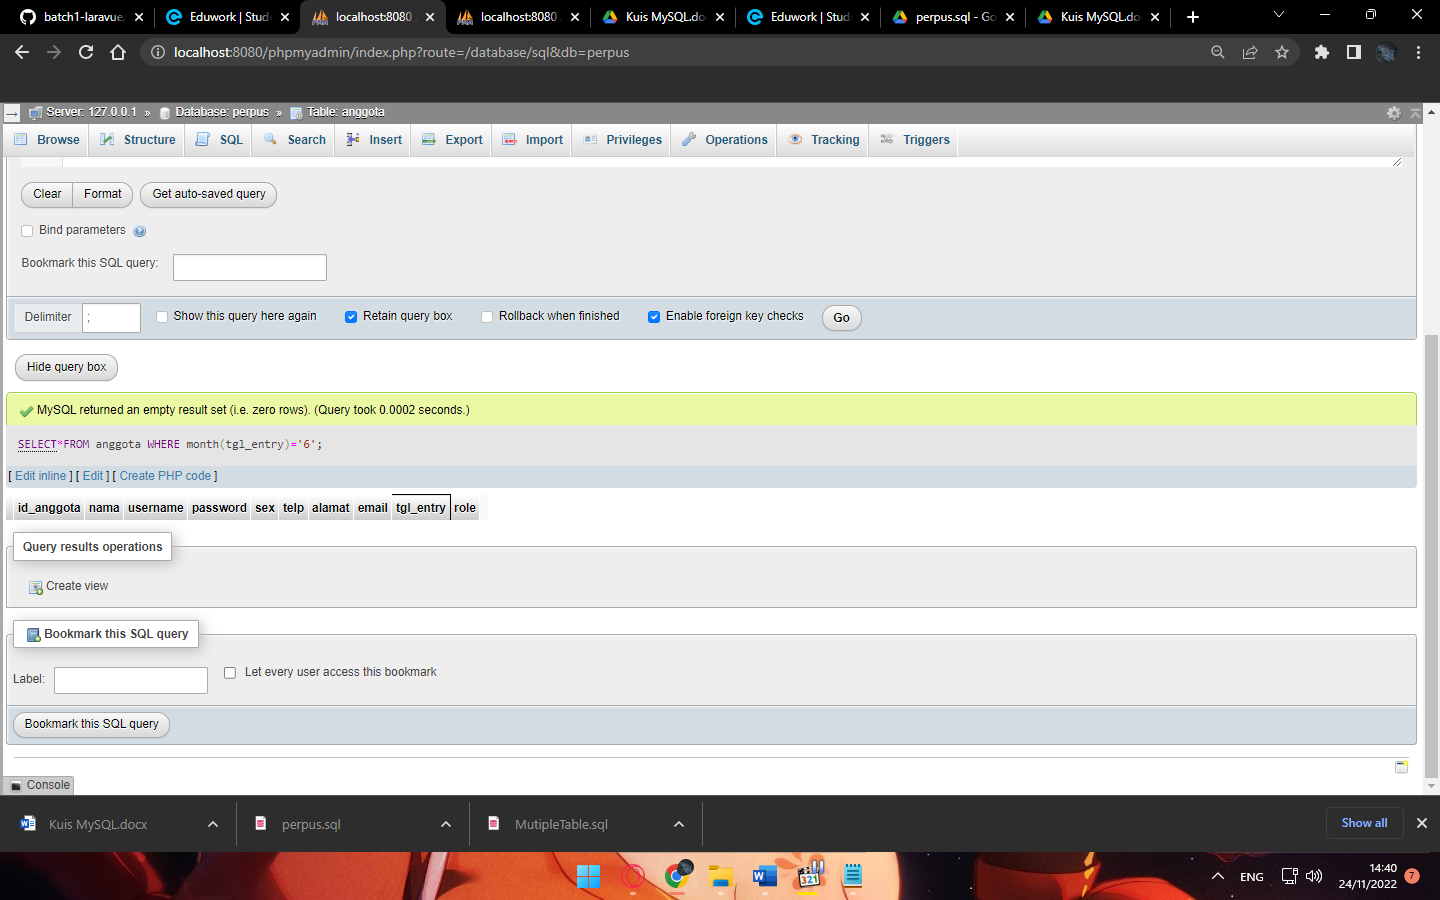 batch1-laravue
Eduwork | Stud
localhost:8080
localhost:8080
Kuis MySQL.do
Eduwork | Stud
perpus.sql - Go
Kuis MySQL.do
localhost:8080/phpmyadmin/index.php?route=/database/sql&db=perpus
Server: 127.0.0.1 » Database: perpus » Table: anggota
Browse Structure SQL Search Insert Export Import Privileges Operations Tracking Triggers
Clear Format Get auto-saved query
Bind parameters
Bookmark this SQL query:
Delimiter ; Show this query here again Retain query box Rollback when finished Enable foreign key checks Go
Hide query box
MySQL returned an empty result set (i.e. zero rows). (Query took 0.0002 seconds.)
SELECT*FROM anggota WHERE month(tgl_entry)='6';
[ Edit inline ] [ Edit ] [ Create PHP code ]
id_anggota nama username password sex telp alamat email tgl_entry role
Query results operations
Create view
Bookmark this SQL query
Label: Let every user access this bookmark
Bookmark this SQL query
Console
Kuis MySQL.docx perpus.sql MutipleTable.sql Show all
321
ENG
14:40
24/11/2022
7